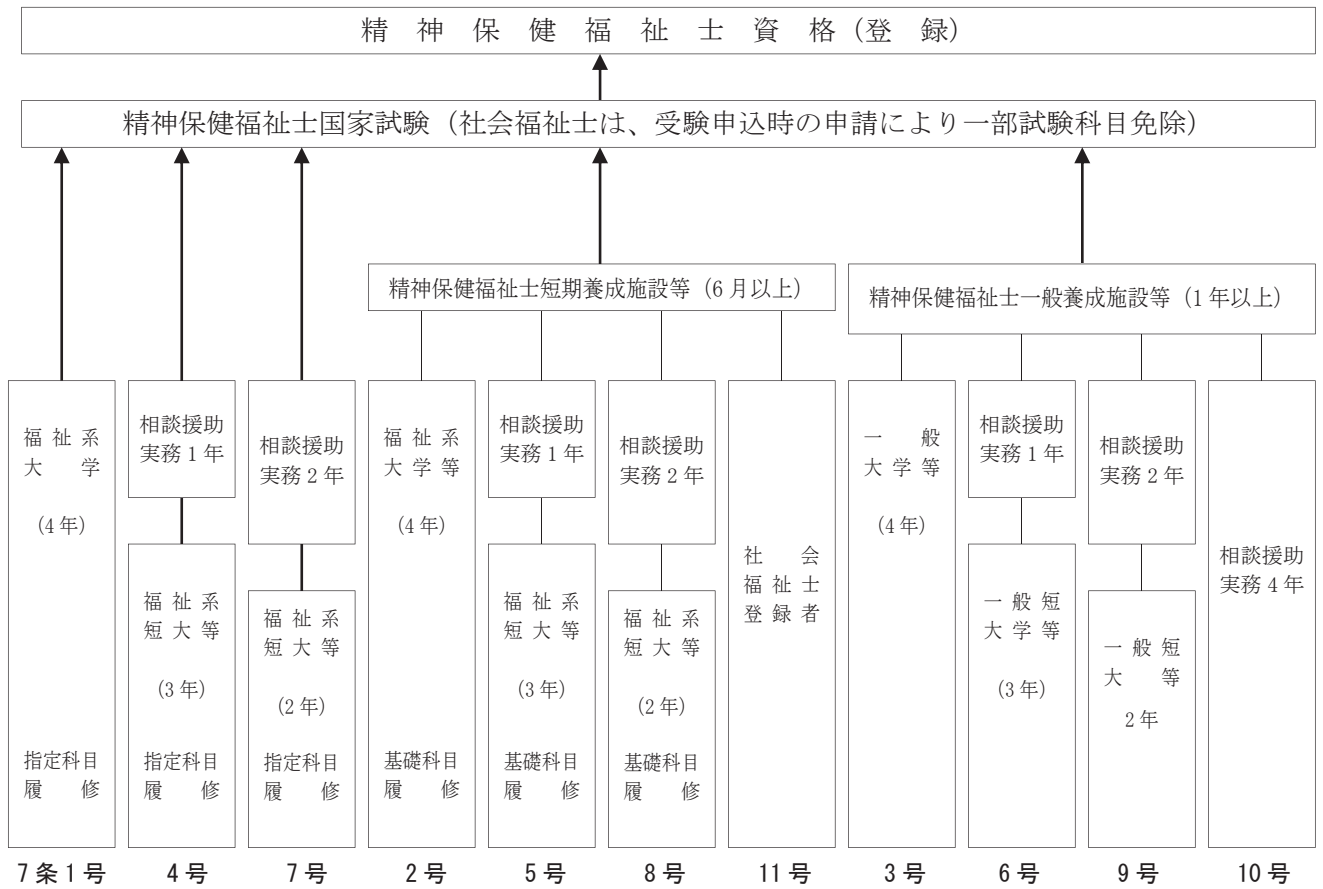 精神保健福祉士資格(登録)
精神保健福祉士国家試験(社会福祉士は、受験申込時の申請により一部試験科目免除)
精神保健福祉士短期養成施設等(6月以上)
精神保健福祉士一般養成施設等(1年以上)
福祉系
大学
(4年)
指定科目
履修
7条1号
相談援助
実務1年
福祉系
短大等
(3年)
指定科目
履修
4号
相談援助
実務2年
福祉系
短大等
(2年)
指定科目
履修
7号
福祉系
大学等
(4年)
基礎科目
履修
2号
相談援助
実務1年
福祉系
短大等
(3年)
基礎科目
履修
5号
相談援助
実務2年
福祉系
短大等
(2年)
基礎科目
履修
8号
社会
福祉士
登録者
11号
一般
大学等
(4年)
3号
相談援助
実務1年
一般短
大学等
(3年)
6号
相談援助
実務2年
一般短
大等
2年
9号
相談援助
実務4年
10号